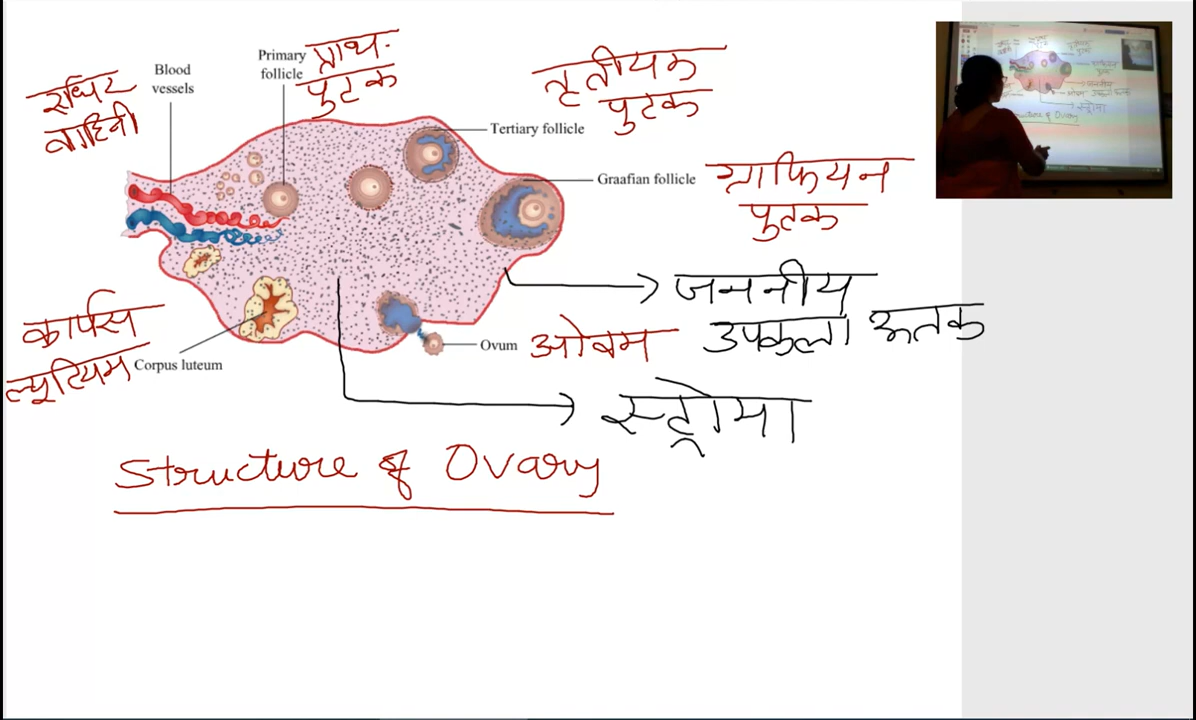 रुधिर
वाहिनी
Blood
vessels
Primary
follicle
प्राथ.
पुटक
तृतीयक
पुटक
Tertiary follicle
Graafian follicle
ग्राफियन
पुटक
जननीय
उपकला ऊतक
Ovum
ओवम
कार्पस
ल्यूटियम
Corpus luteum
स्ट्रोमा
Structure of Ovary